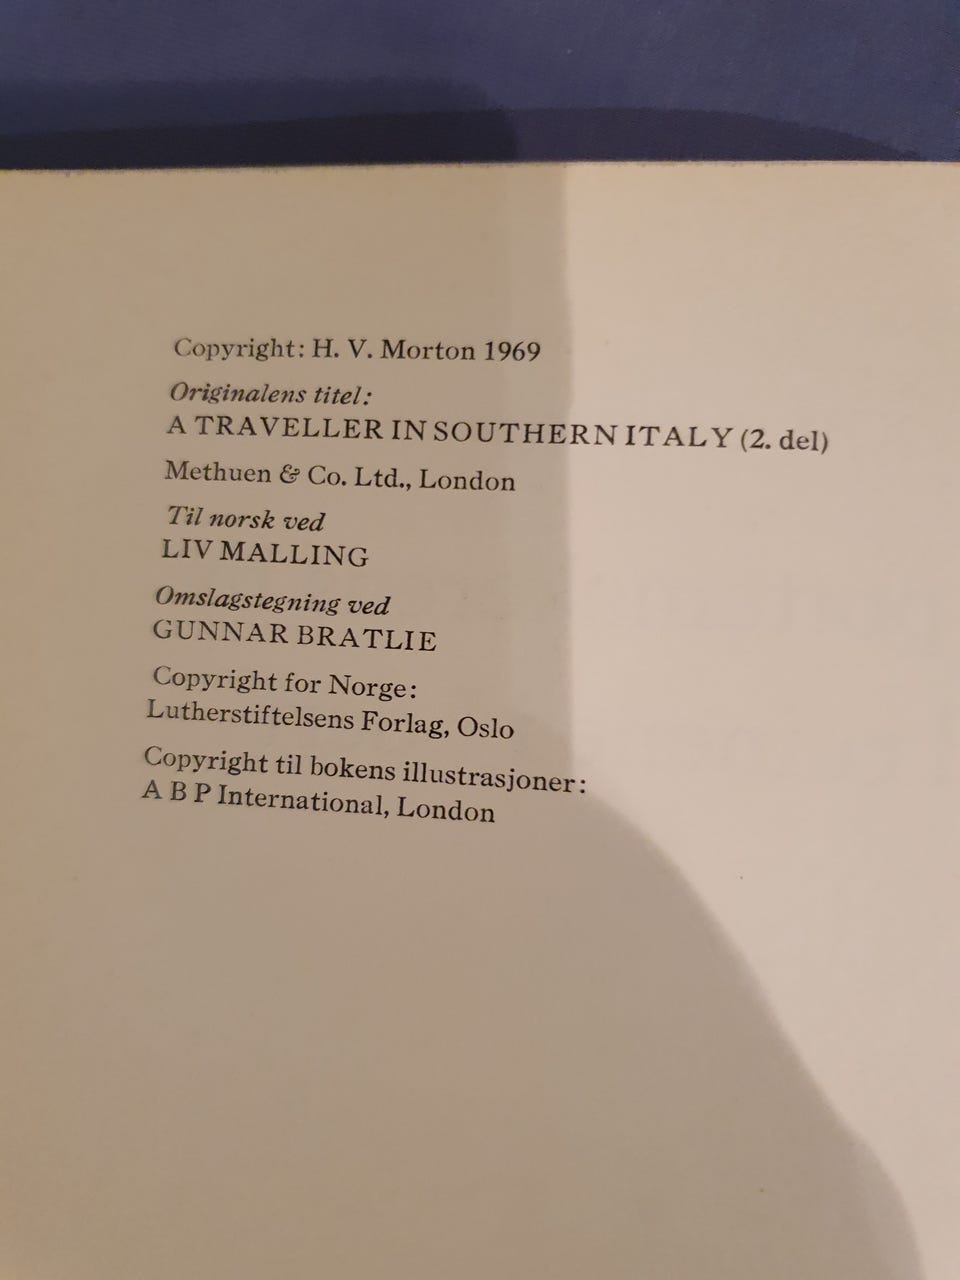 Copyright: H. V. Morton 1969
Originalens titel:
A TRAVELLER IN SOUTHERN ITALY (2. del)
Methuen & Co. Ltd., London
Til norsk ved
LIV MALLING
Omslagstegning ved
GUNNAR BRATLIE
Copyright for Norge:
Lutherstiftelsens Forlag, Oslo
Copyright til bokens illustrasjoner:
A B P International, London